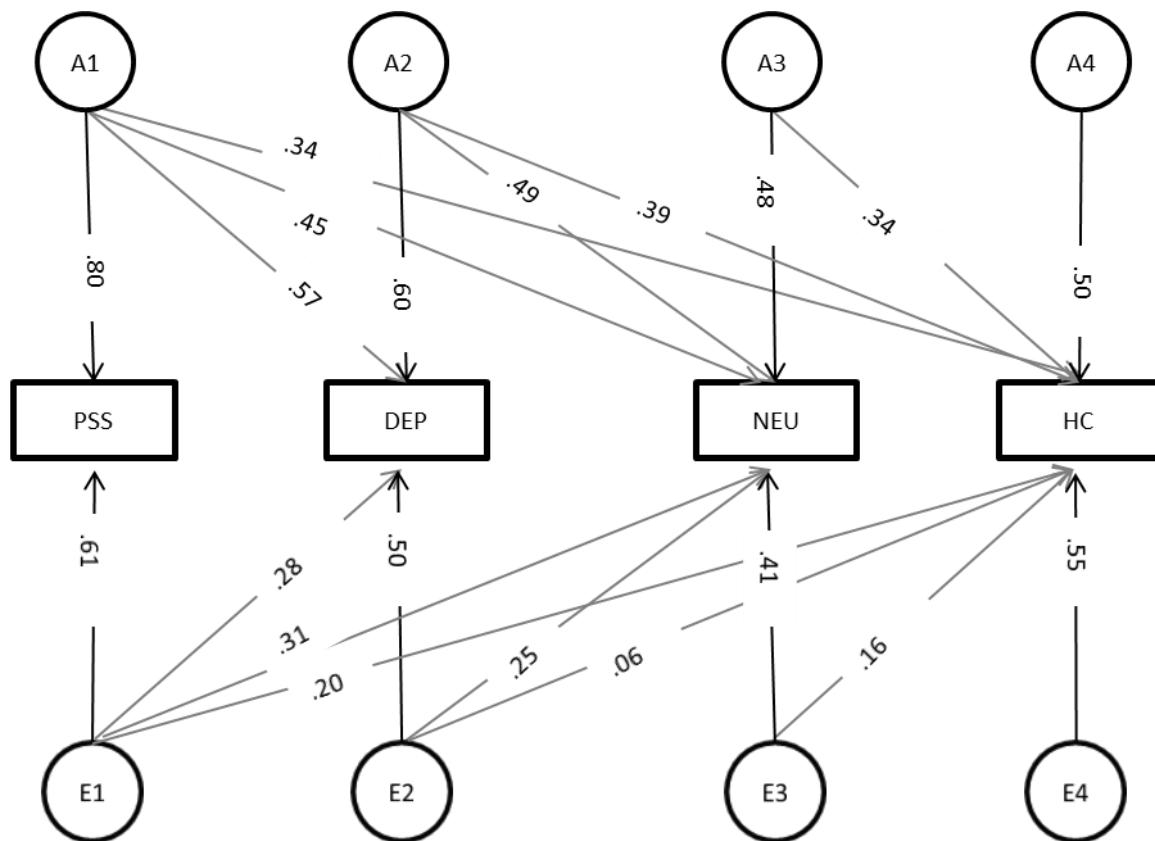 A1
A2
A3
A4
.34
.49
.48
.39
.34
.45
.80
.57
.60
.50
PSS
DEP
NEU
HC
.61
.28
.50
.41
.55
.31
.20
.25
.06
.16
E1
E2
E3
E4